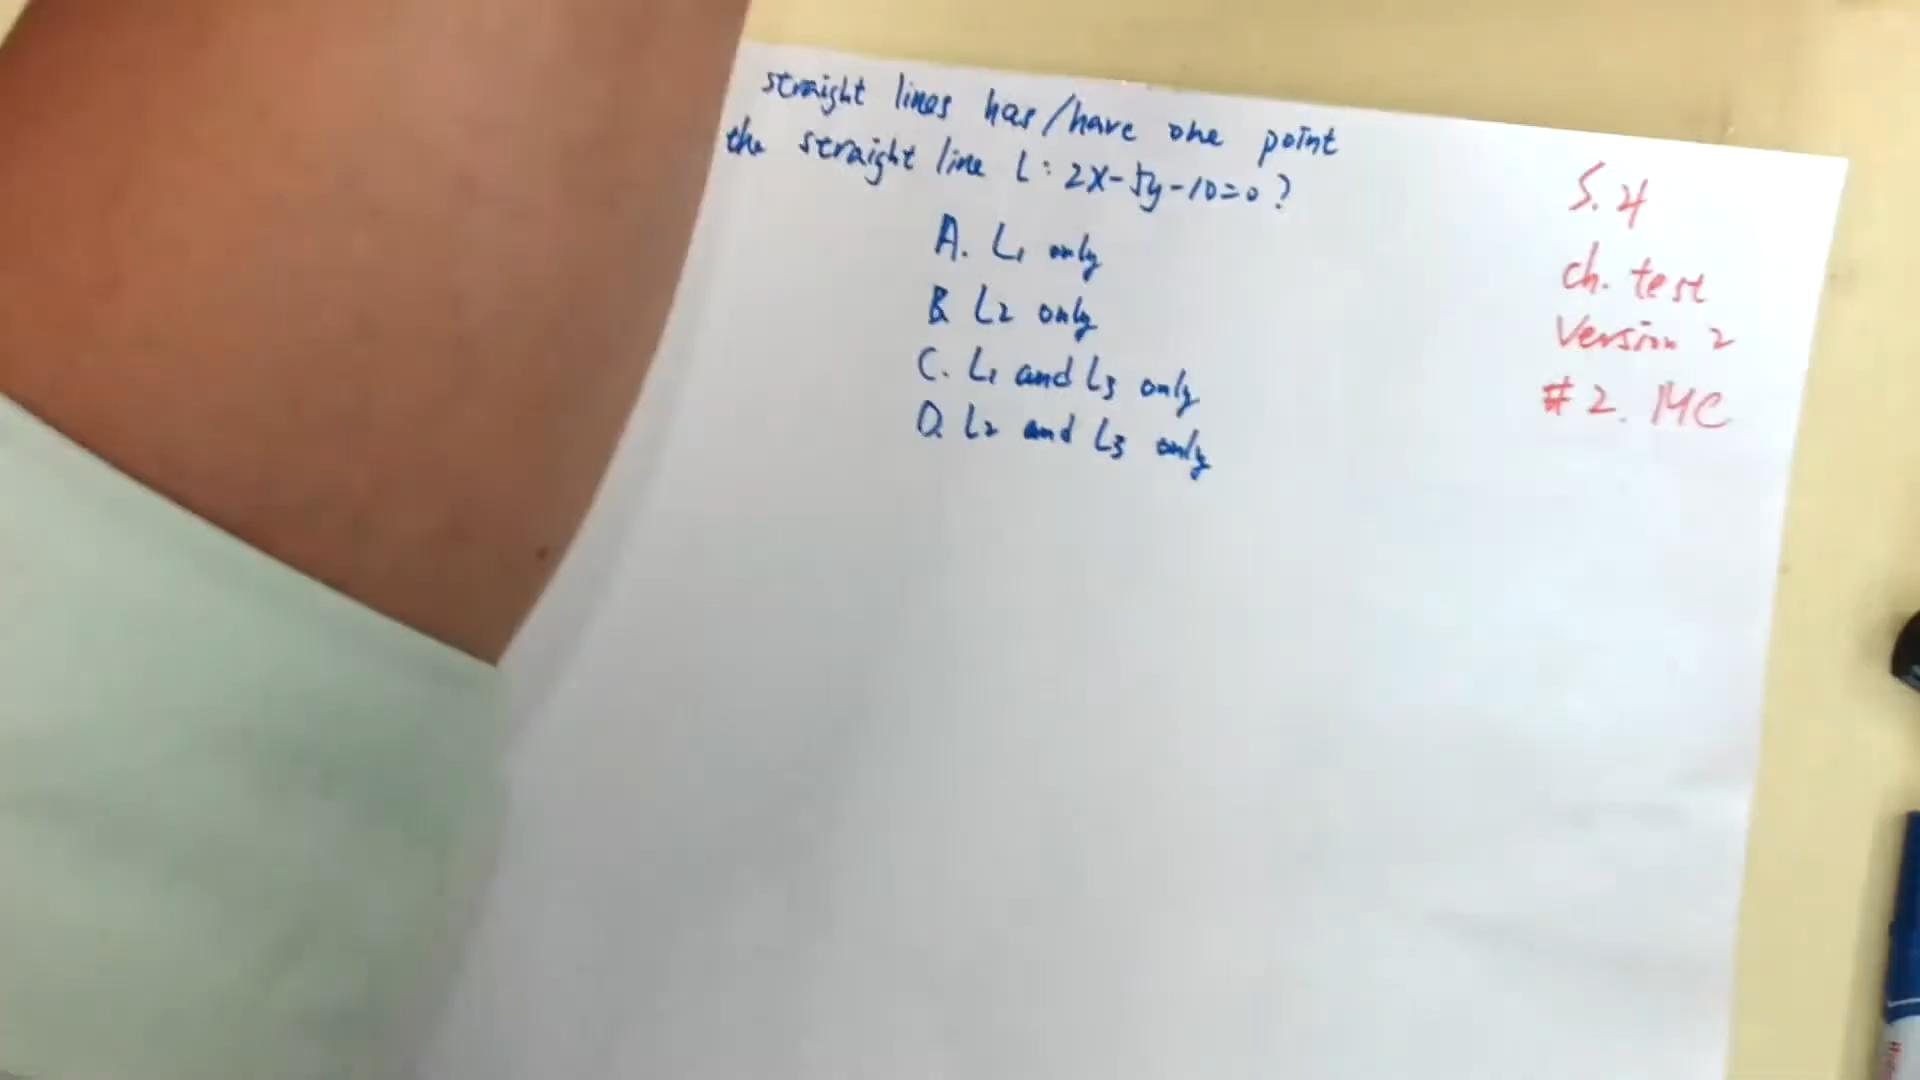 straight lines has/have one point
the straight line L: 2x-5y-10=0?
A. L1 only
B. L2 only
C. L1 and L3 only
D. L2 and L3 only
S.4
ch. test
Version 2
#2. MC